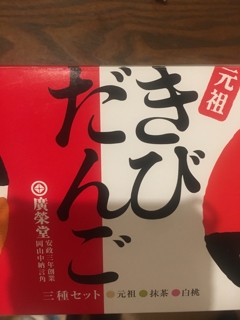 元祖
きび
だんご
廣榮堂
安政三年創業
岡山中納言角
三種セット ●元祖 ●抹茶 ●白桃